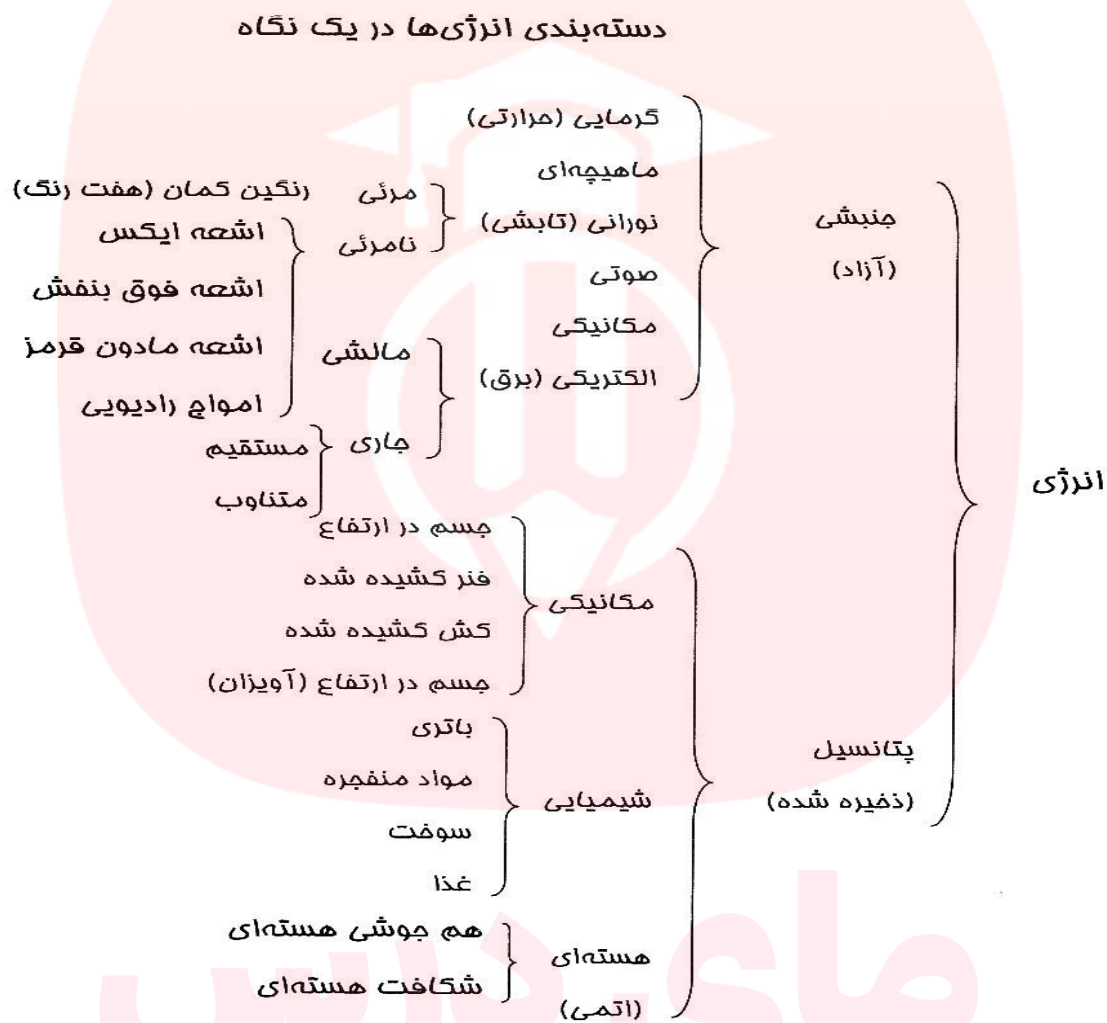 دسته‌بندی انرژی‌ها در یک نگاه
انرژی
جنبشی
(آزاد)
گرمایی (حرارتی)
ماهیچه‌ای
نورانی (تابشی)
مرئی
رنگین کمان (هفت رنگ)
نامرئی
اشعه ایکس
اشعه فوق بنفش
اشعه مادون قرمز
امواج رادیویی
صوتی
مکانیکی
الکتریکی (برق)
مالشی
جاری
مستقیم
متناوب
پتانسیل
(ذخیره شده)
مکانیکی
جسم در ارتفاع
فنر کشیده شده
کش کشیده شده
جسم در ارتفاع (آویزان)
شیمیایی
باتری
مواد منفجره
سوخت
غذا
هسته‌ای
(اتمی)
هم جوشی هسته‌ای
شکافت هسته‌ای
مای درس